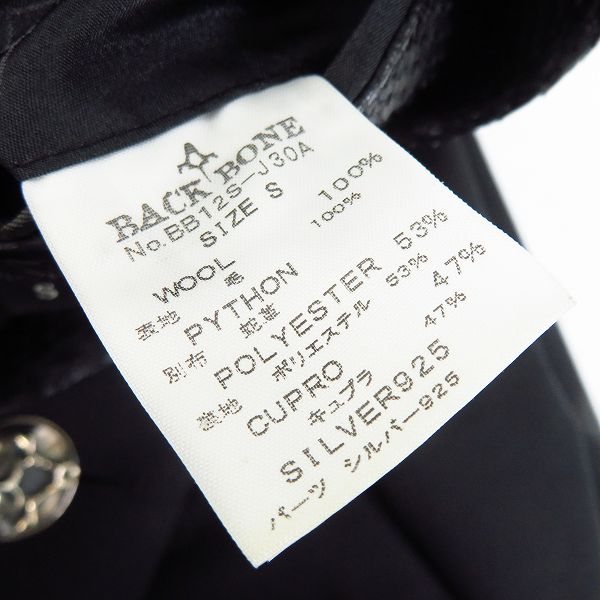 BACK BONE
No.BB12S-J30A
SIZE S
WOOL 100%
表地 毛 100%
PYTHON
別布 蛇革
POLYESTER 53%
裏地 ポリエステル 53%
CUPRO 47%
キュプラ 47%
SILVER925
パーツ シルバー925